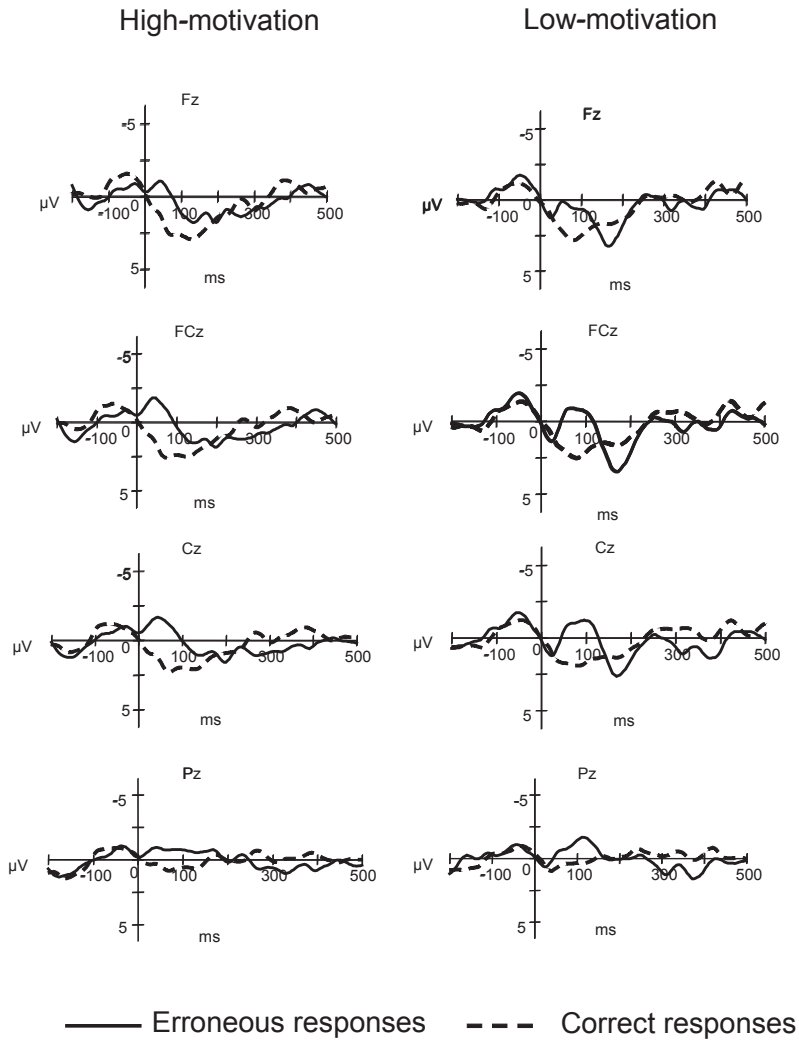 High-motivation Low-motivation
Fz Fz
-5 -5
µV -100 0 100 300 500 µV -100 0 100 300 500
5 ms 5 ms
FCz FCz
-5 -5
µV -100 0 100 300 500 µV -100 0 100 300 500
5 ms 5 ms
Cz Cz
-5 -5
µV -100 0 100 300 500 µV -100 0 100 300 500
5 ms 5 ms
Pz Pz
-5 -5
µV -100 0 100 300 500 µV -100 0 100 300 500
5 ms 5 ms
Erroneous responses Correct responses